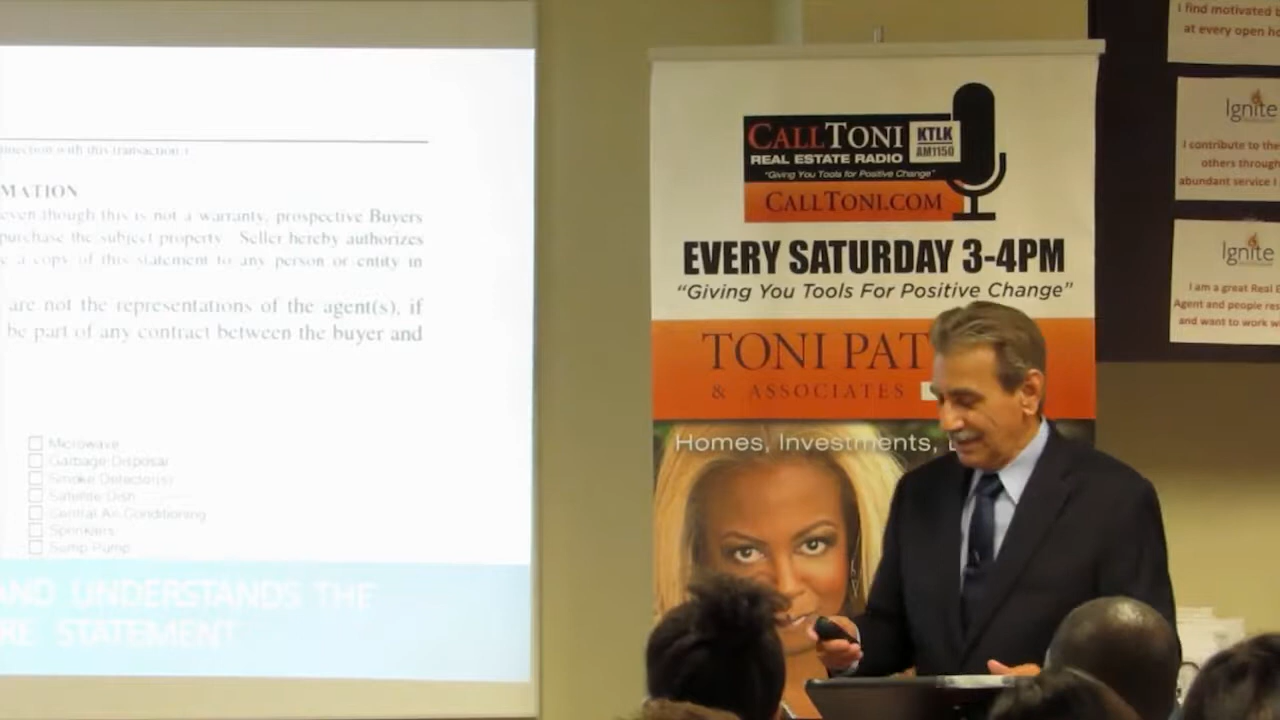 nnection with this transaction.)
MATION
even though this is not a warranty, prospective Buyers
purchase the subject property. Seller hereby authorizes
e a copy of this statement to any person or entity in
are not the representations of the agent(s), if
be part of any contract between the buyer and
Microwave
Garbage Disposal
Smoke Detector(s)
Satellite Dish
Central Air Conditioning
Sprinklers
Sump Pump
AND UNDERSTANDS THE
RE STATEMENT
CALLTONI
KTLK
AM1150
REAL ESTATE RADIO
"Giving You Tools for Positive Change"
CALLTONI.COM
EVERY SATURDAY 3-4PM
"Giving You Tools For Positive Change"
TONI PAT
& ASSOCIATES
Homes, Investments,
I find motivated b
at every open ho
Ignite
I contribute to the
others through
abundant service I
Ignite
I am a great Real E
Agent and people res
and want to work w